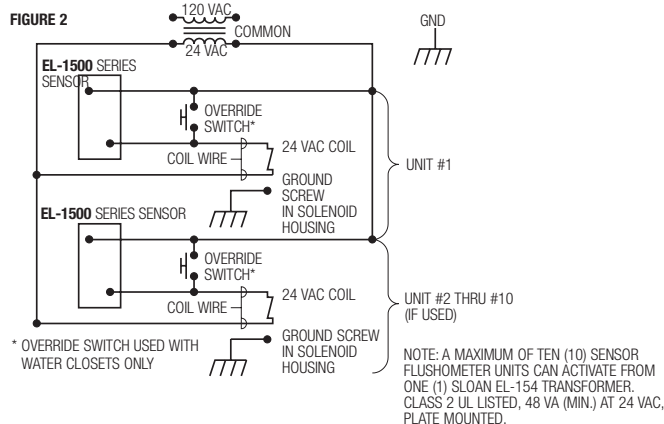 FIGURE 2
120 VAC
COMMON
24 VAC
GND
EL-1500 SERIES
SENSOR
OVERRIDE
SWITCH*
COIL WIRE
24 VAC COIL
GROUND
SCREW
IN SOLENOID
HOUSING
UNIT #1
EL-1500 SERIES SENSOR
OVERRIDE
SWITCH*
COIL WIRE
24 VAC COIL
GROUND SCREW
IN SOLENOID
HOUSING
UNIT #2 THRU #10
(IF USED)
* OVERRIDE SWITCH USED WITH
WATER CLOSETS ONLY
NOTE: A MAXIMUM OF TEN (10) SENSOR
FLUSHOMETER UNITS CAN ACTIVATE FROM
ONE (1) SLOAN EL-154 TRANSFORMER.
CLASS 2 UL LISTED, 48 VA (MIN.) AT 24 VAC,
PLATE MOUNTED.